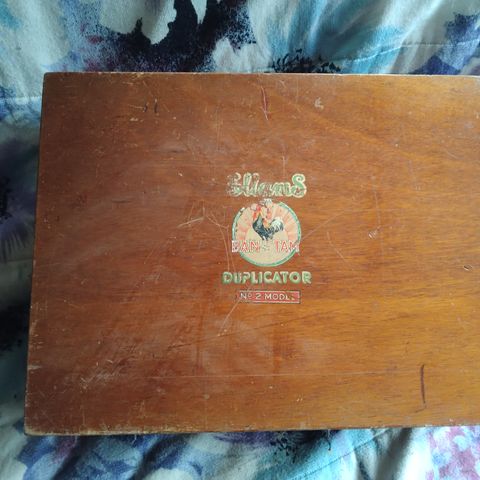 Ellams
BAN-TAM
DUPLICATOR
Nº 2 MODEL